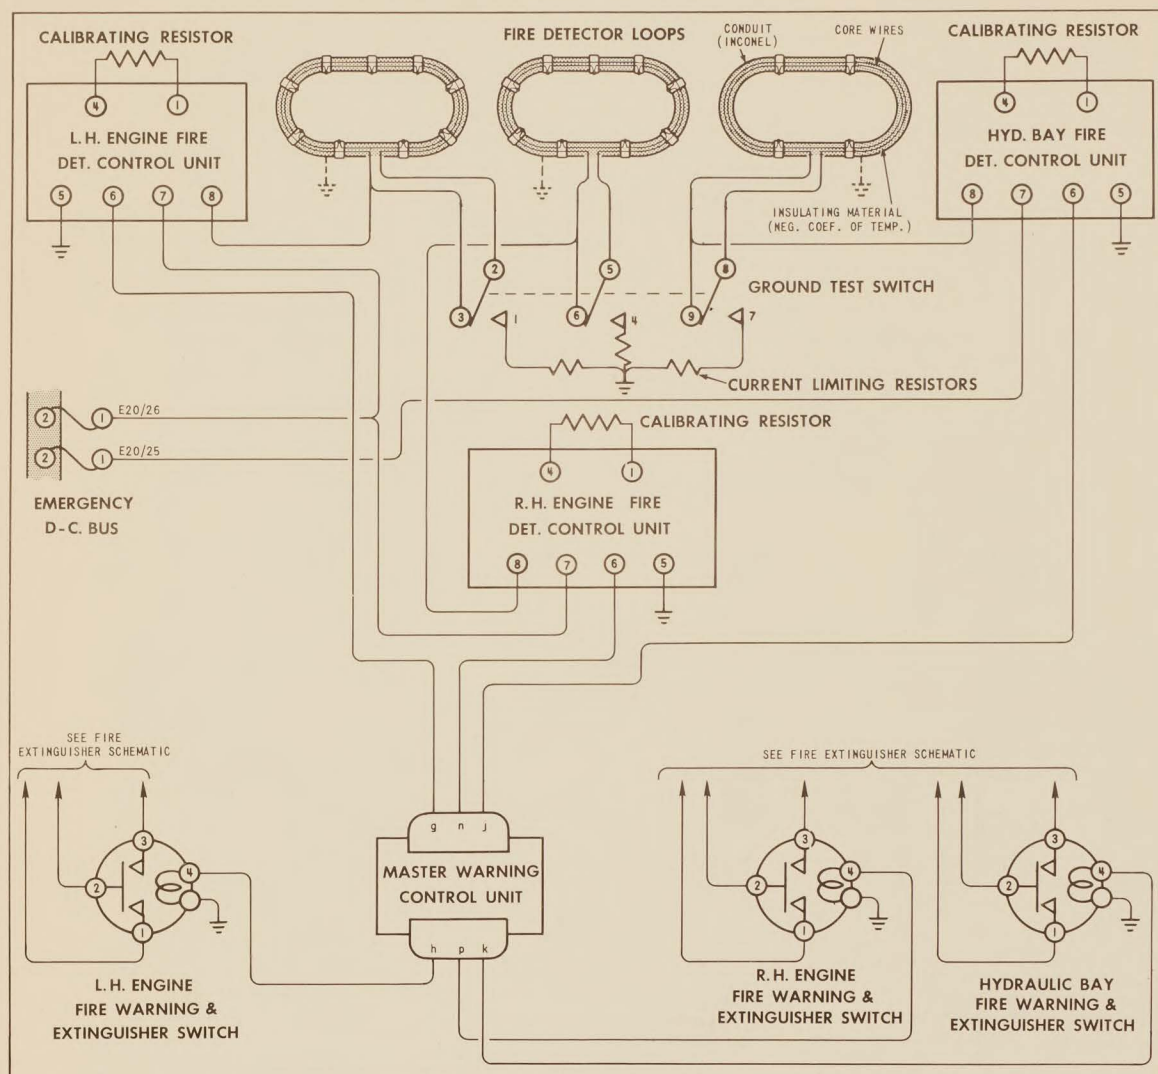 CALIBRATING RESISTOR
4
1
L.H. ENGINE FIRE
DET. CONTROL UNIT
5
6
7
8
FIRE DETECTOR LOOPS
CONDUIT
(INCONEL)
CORE WIRES
INSULATING MATERIAL
(NEG. COEF. OF TEMP.)
CALIBRATING RESISTOR
4
1
HYD. BAY FIRE
DET. CONTROL UNIT
8
7
6
5
2
5
8
GROUND TEST SWITCH
3
1
6
4
9
7
CURRENT LIMITING RESISTORS
2
1
E20/26
2
1
E20/25
EMERGENCY
D-C. BUS
CALIBRATING RESISTOR
4
1
R.H. ENGINE FIRE
DET. CONTROL UNIT
8
7
6
5
SEE FIRE
EXTINGUISHER SCHEMATIC
3
2
4
1
L.H. ENGINE
FIRE WARNING &
EXTINGUISHER SWITCH
g n j
MASTER WARNING
CONTROL UNIT
h p k
SEE FIRE EXTINGUISHER SCHEMATIC
3
2
4
1
R.H. ENGINE
FIRE WARNING &
EXTINGUISHER SWITCH
3
2
4
1
HYDRAULIC BAY
FIRE WARNING &
EXTINGUISHER SWITCH